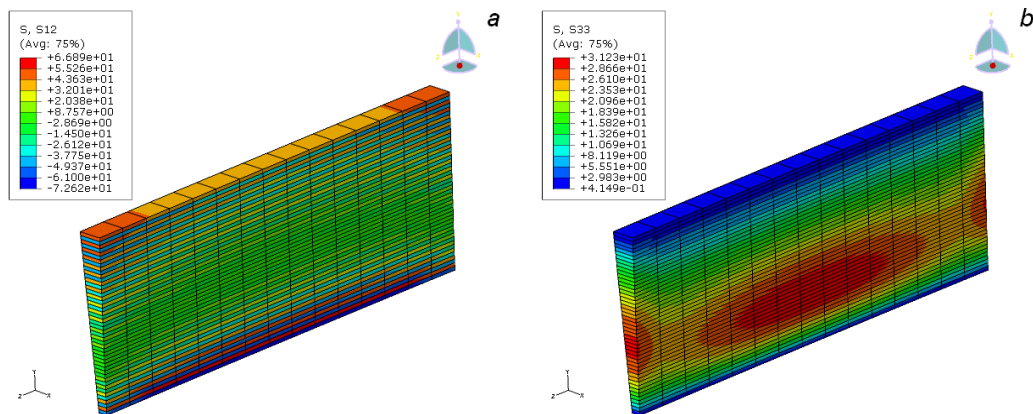 a
S, S12
(Avg: 75%)
+6.689e+01
+5.526e+01
+4.363e+01
+3.201e+01
+2.038e+01
+8.757e+00
-2.869e+00
-1.450e+01
-2.612e+01
-3.775e+01
-4.937e+01
-6.100e+01
-7.262e+01
Y
Z
X
b
S, S33
(Avg: 75%)
+3.123e+01
+2.866e+01
+2.610e+01
+2.353e+01
+2.096e+01
+1.839e+01
+1.582e+01
+1.326e+01
+1.069e+01
+8.119e+00
+5.551e+00
+2.983e+00
+4.149e-01
Y
Z
X